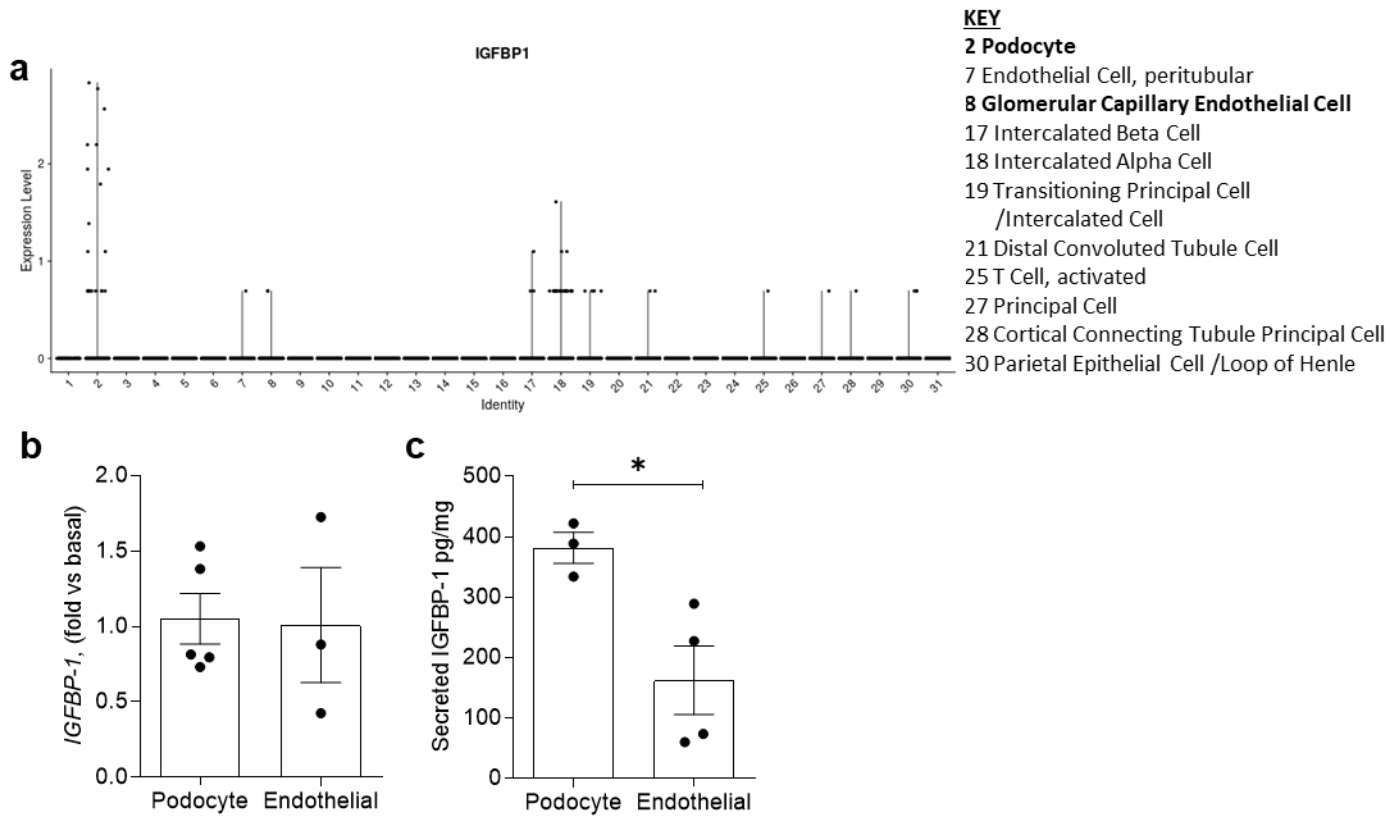 a
IGFBP1
Expression Level
2
1
0
1 2 3 4 5 6 7 8 9 10 11 12 13 14 15 16 17 18 19 20 21 22 23 24 25 26 27 28 29 30 31
Identity
KEY
2 Podocyte
7 Endothelial Cell, peritubular
8 Glomerular Capillary Endothelial Cell
17 Intercalated Beta Cell
18 Intercalated Alpha Cell
19 Transitioning Principal Cell
/Intercalated Cell
21 Distal Convoluted Tubule Cell
25 T Cell, activated
27 Principal Cell
28 Cortical Connecting Tubule Principal Cell
30 Parietal Epithelial Cell /Loop of Henle
b
IGFBP-1, (fold vs basal)
2.0
1.5
1.0
0.5
0.0
Podocyte Endothelial
c
Secreted IGFBP-1 pg/mg
500
400
300
200
100
0
*
Podocyte Endothelial